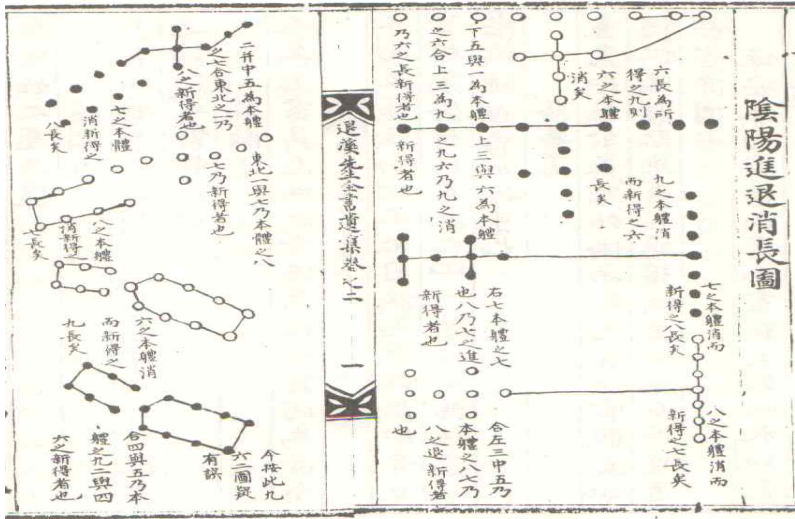 陰陽進退消長圖
六長為所
得之九則
六之本體
消矣
下五與一為本體
之六合上三為九
乃六之長新得者也
九之本體消
而新得之六
長矣
上三與六為本體
之九六乃九之消
新得者也
七之本體消而
新得之八長矣
右七本體之七
也八乃七之進
新得者也
八之本體消而
新得之七長矣
合左三中五乃
本體之八七乃
八之退新得者
也
退溪先生全書遺集卷之二
一
二并中五為本體
之七合東北之一乃
八之新得者也
七之本體
消新得之
八長矣
東北一與七乃本體之八
七乃新得者也
八之本體
消新得之
長矣
六之本體消
而新得之
九長矣
合四與五乃本
體之九二與四
六之新得者也
今按此九
六二圖疑
有誤